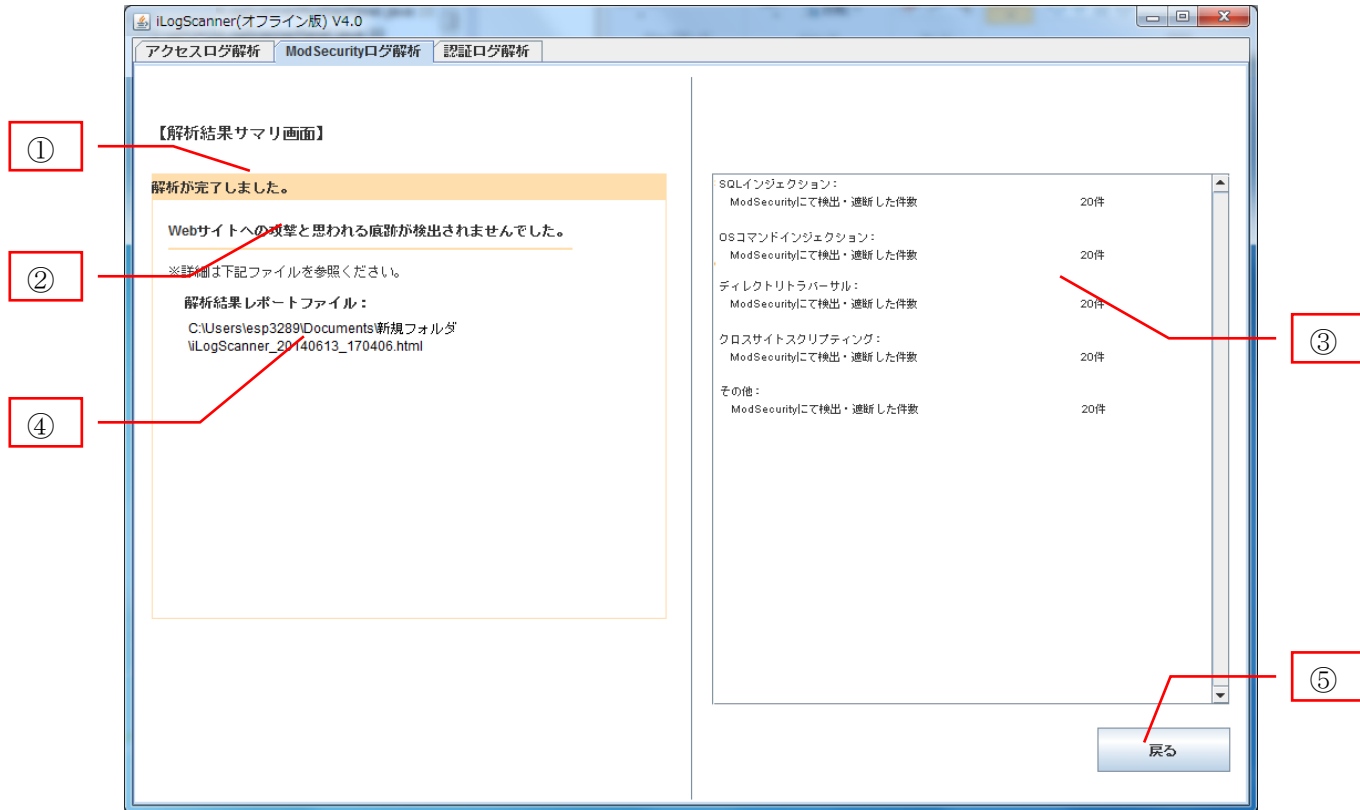 iLogScanner(オフライン版) V4.0
アクセスログ解析 ModSecurityログ解析 認証ログ解析
【解析結果サマリ画面】
①
解析が完了しました。
Webサイトへの攻撃と思われる痕跡が検出されませんでした。
②
※詳細は下記ファイルを参照ください。
解析結果レポートファイル：
C:\Users\esp3289\Documents\新規フォルダ
\iLogScanner_20140613_170406.html
④
SQLインジェクション：
ModSecurityにて検出・遮断した件数 20件
OSコマンドインジェクション：
ModSecurityにて検出・遮断した件数 20件
ディレクトリトラバーサル：
ModSecurityにて検出・遮断した件数 20件
③
クロスサイトスクリプティング：
ModSecurityにて検出・遮断した件数 20件
その他：
ModSecurityにて検出・遮断した件数 20件
⑤
戻る